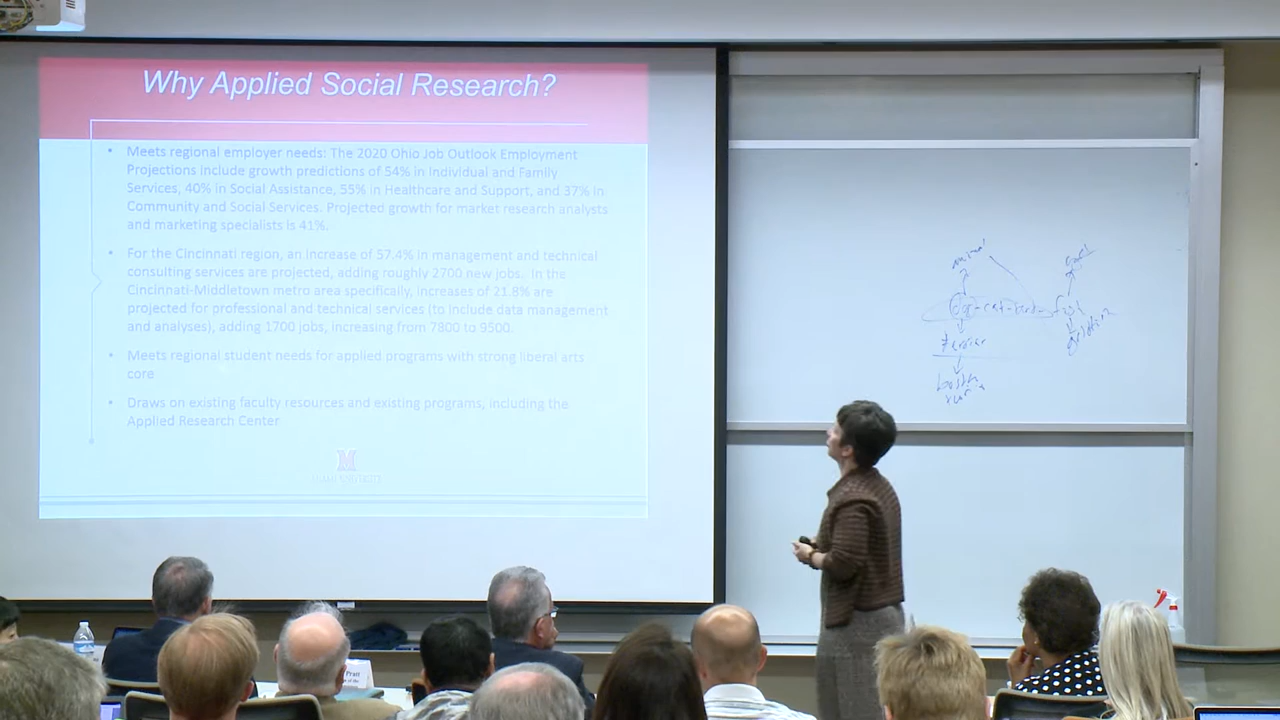 Why Applied Social Research?
• Meets regional employer needs: The 2020 Ohio Job Outlook Employment
Projections include growth predictions of 54% in Individual and Family
Services, 40% in Social Assistance, 55% in Healthcare and Support, and 37% in
Community and Social Services. Projected growth for market research analysts
and marketing specialists is 41%.
• For the Cincinnati region, an increase of 57.4% in management and technical
consulting services are projected, adding roughly 2700 new jobs. In the
Cincinnati-Middletown metro area specifically, increases of 21.8% are
projected for professional and technical services (to include data management
and analyses), adding 1700 jobs, increasing from 7800 to 9500.
• Meets regional student needs for applied programs with strong liberal arts
core
• Draws on existing faculty resources and existing programs, including the
Applied Research Center
M
animal
terrier
Pratt